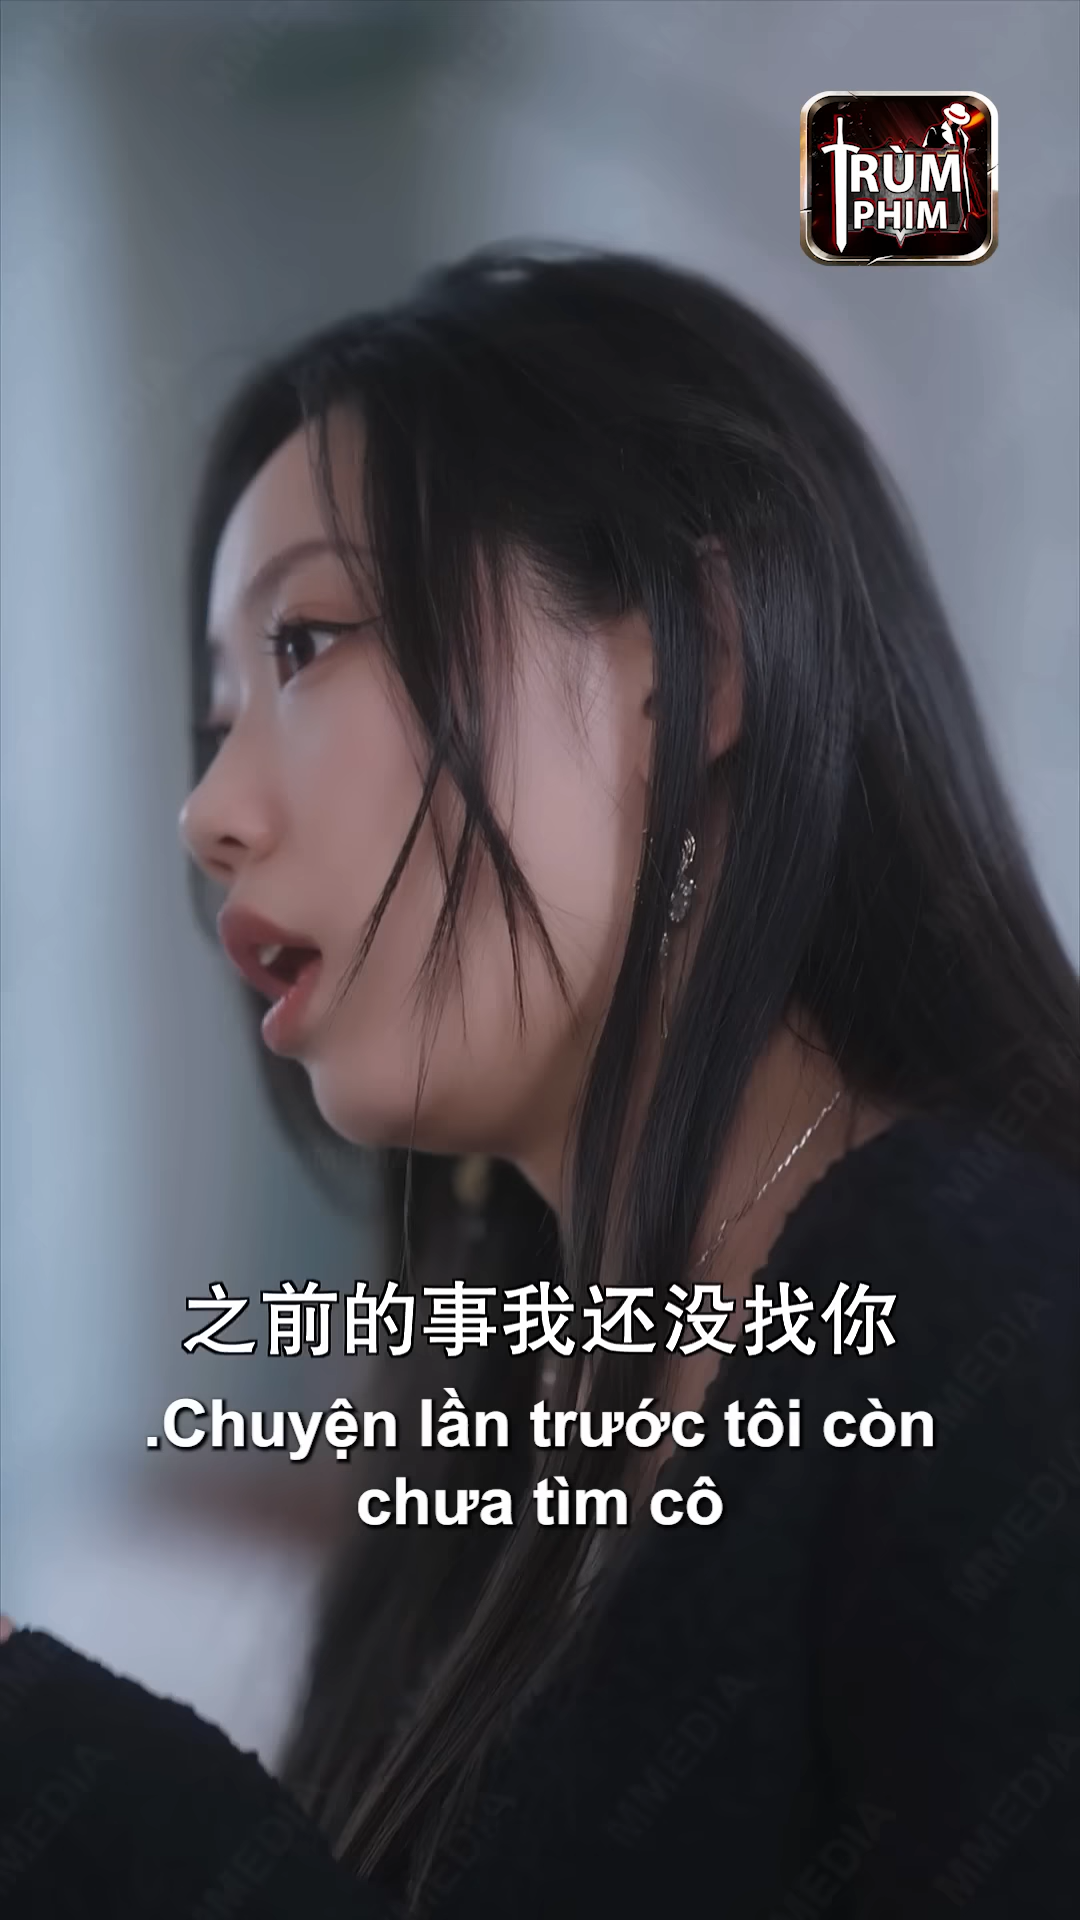 TRÙM
PHIM
之前的事我还没找你
.Chuyện lần trước tôi còn
chưa tìm cô
MMEDIA